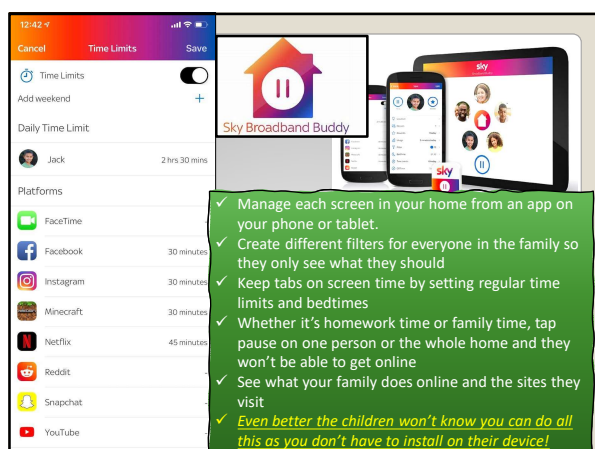 12:42
Cancel Time Limits Save
Time Limits
Add weekend +
Daily Time Limit
Jack 2 hrs 30 mins
Platforms
FaceTime -
Facebook 30 minutes
Instagram 30 minutes
Minecraft 30 minutes
Netflix 45 minutes
Reddit -
Snapchat -
YouTube -
Sky Broadband Buddy
sky
sky
✓ Manage each screen in your home from an app on
your phone or tablet.
✓ Create different filters for everyone in the family so
they only see what they should
✓ Keep tabs on screen time by setting regular time
limits and bedtimes
✓ Whether it's homework time or family time, tap
pause on one person or the whole home and they
won't be able to get online
✓ See what your family does online and the sites they
visit
✓ Even better the children won't know you can do all
this as you don't have to install on their device!